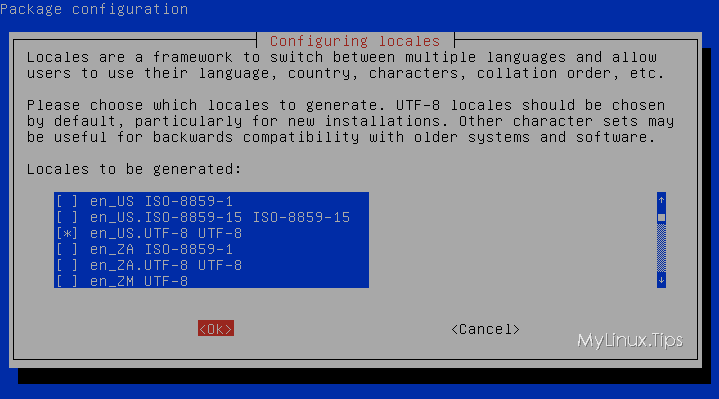 Package configuration
Configuring locales
Locales are a framework to switch between multiple languages and allow
users to use their language, country, characters, collation order, etc.
Please choose which locales to generate. UTF-8 locales should be chosen
by default, particularly for new installations. Other character sets may
be useful for backwards compatibility with older systems and software.
Locales to be generated:
[ ] en_US ISO-8859-1
[ ] en_US.ISO-8859-15 ISO-8859-15
[*] en_US.UTF-8 UTF-8
[ ] en_ZA ISO-8859-1
[ ] en_ZA.UTF-8 UTF-8
[ ] en_ZM UTF-8
<Ok> <Cancel>
MyLinux.Tips